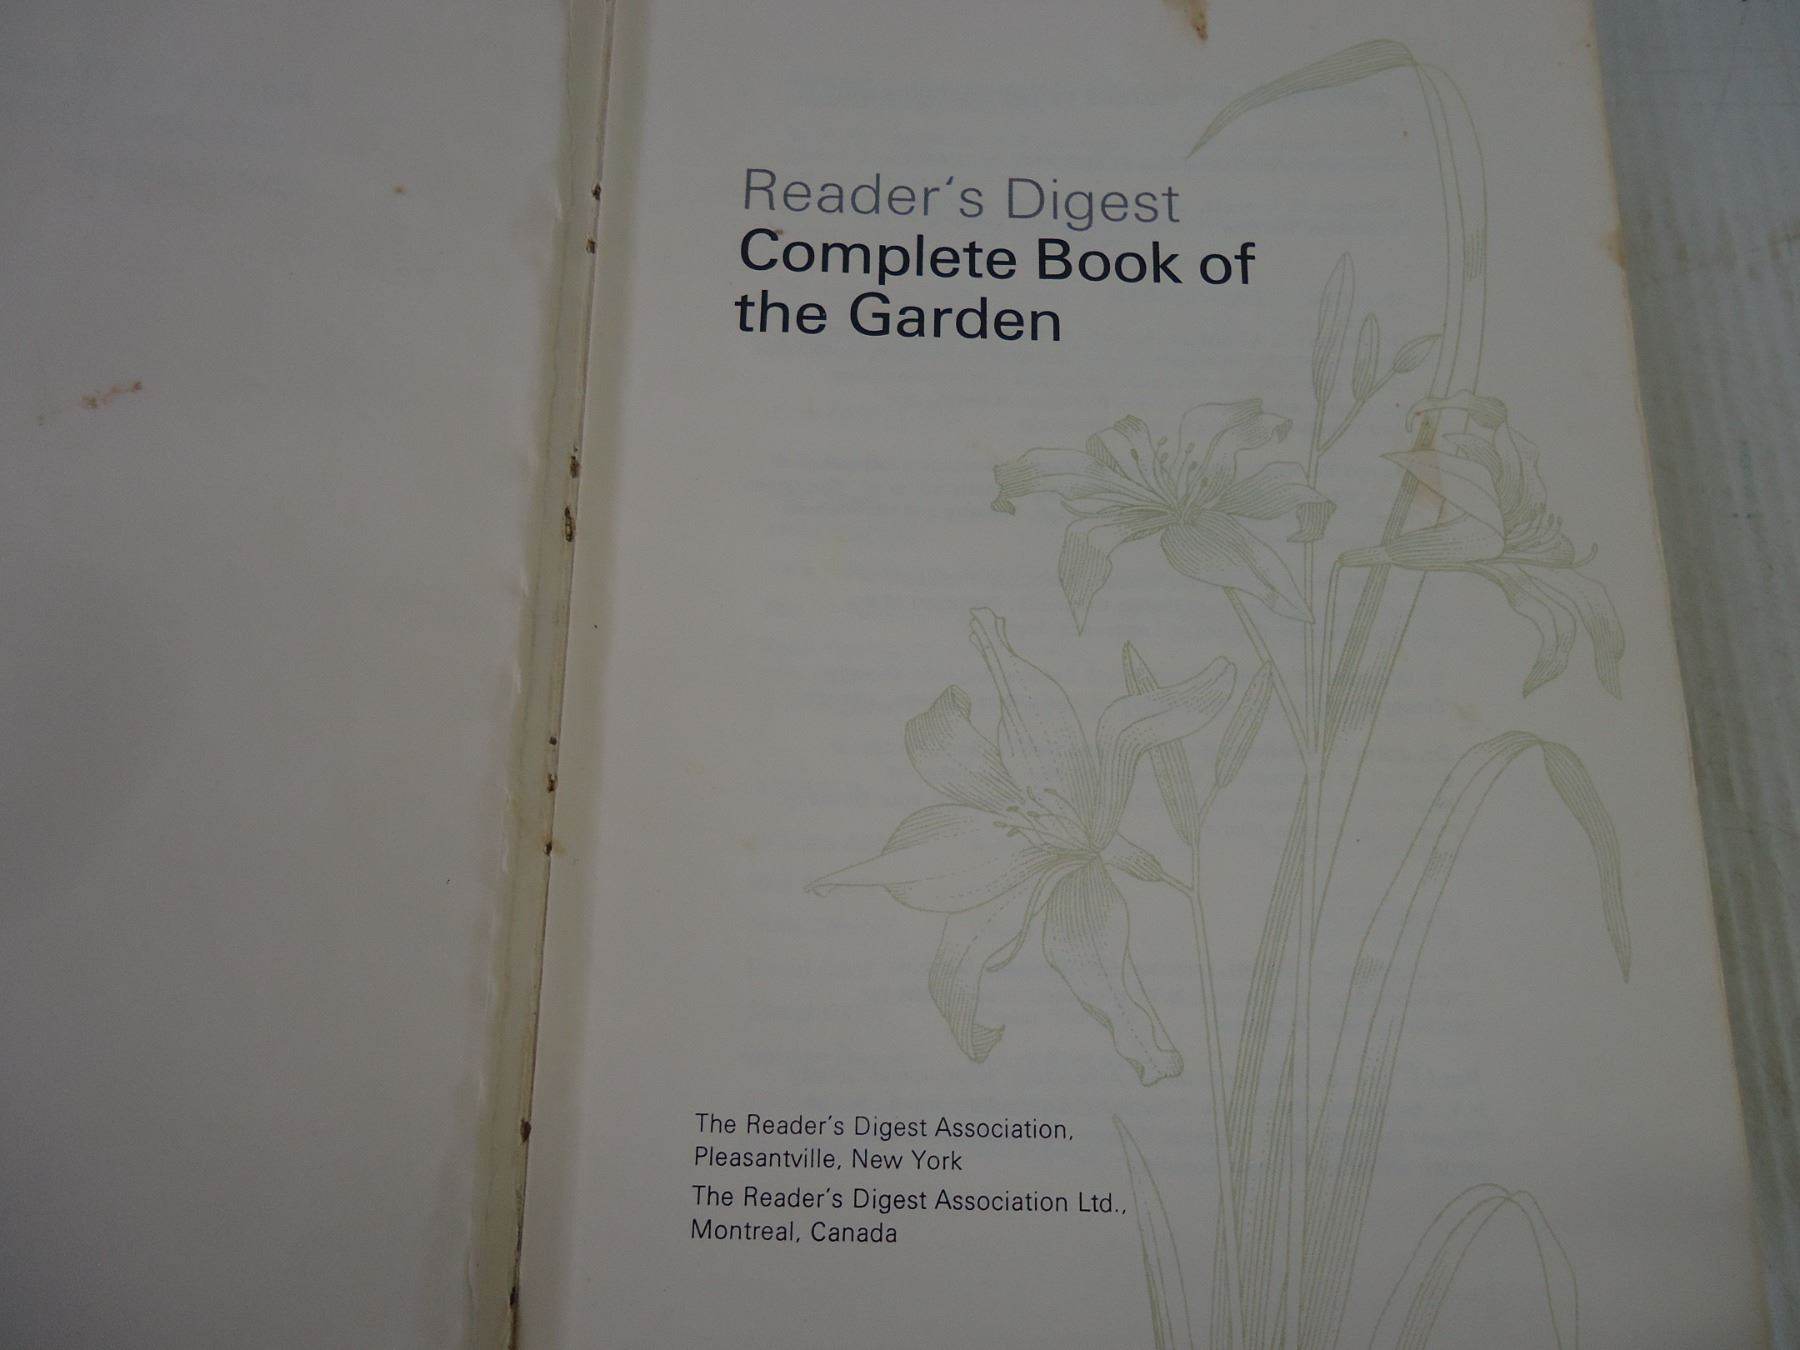 Reader's Digest
Complete Book of
the Garden
The Reader's Digest Association,
Pleasantville, New York
The Reader's Digest Association Ltd.,
Montreal, Canada